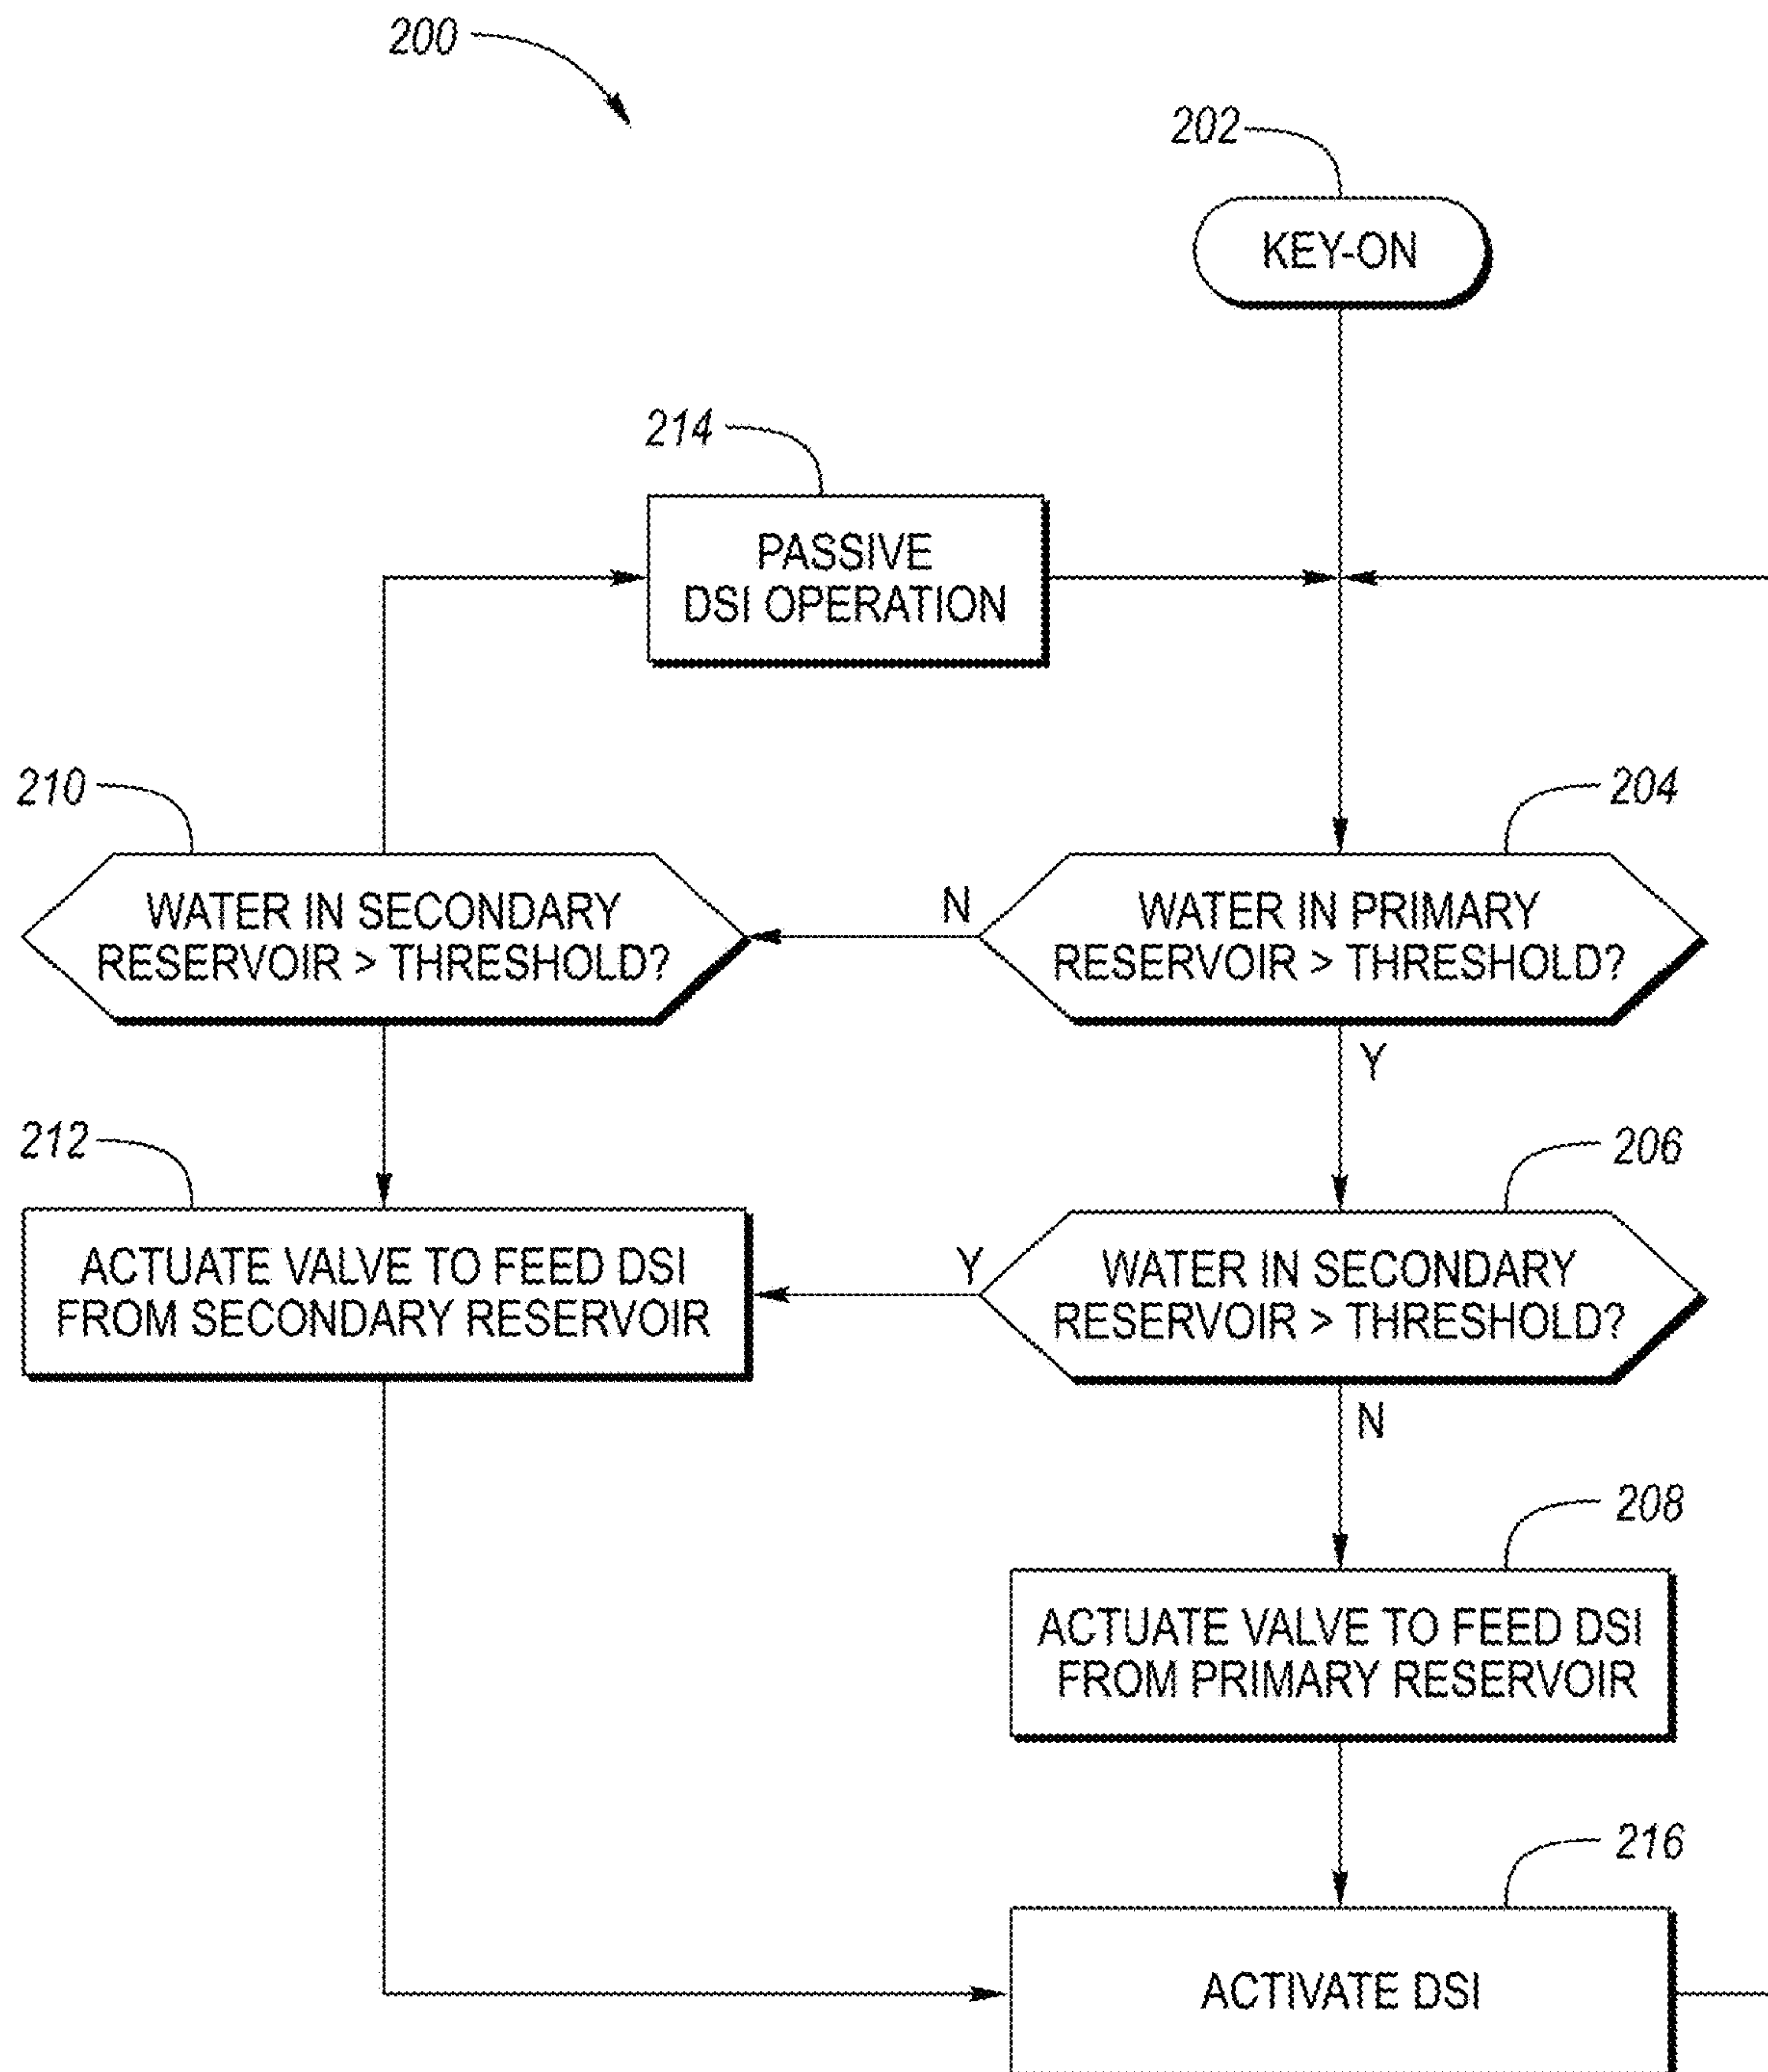 200
202
KEY-ON
214
PASSIVE
DSI OPERATION
210
204
WATER IN SECONDARY
RESERVOIR > THRESHOLD?
N
WATER IN PRIMARY
RESERVOIR > THRESHOLD?
Y
212
206
ACTUATE VALVE TO FEED DSI
FROM SECONDARY RESERVOIR
Y
WATER IN SECONDARY
RESERVOIR > THRESHOLD?
N
208
ACTUATE VALVE TO FEED DSI
FROM PRIMARY RESERVOIR
216
ACTIVATE DSI